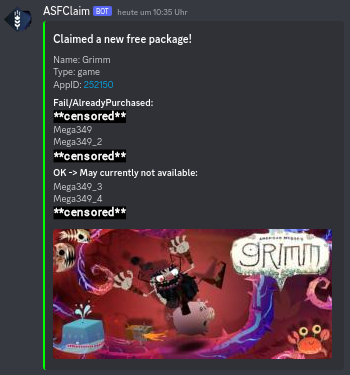 ASFClaim BOT heute um 10:35 Uhr
Claimed a new free package!
Name: Grimm
Type: game
AppID: 252150
Fail/AlreadyPurchased:
**censored**
Mega349
Mega349_2
**censored**
OK -> May currently not available:
Mega349_3
Mega349_4
**censored**
AMERICAN MCGEE'S
GRIMM